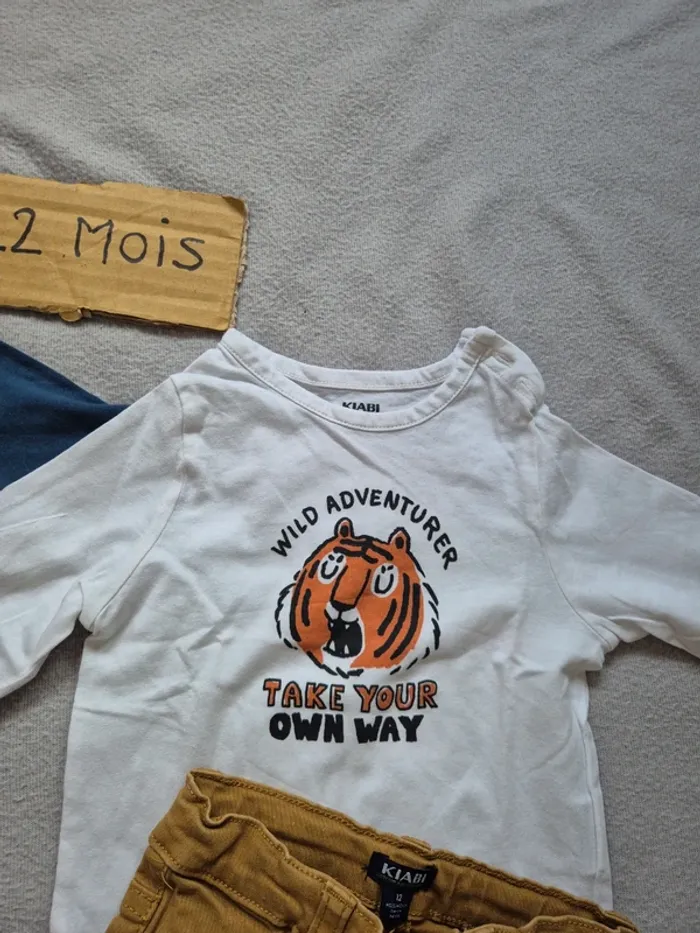 2 Mois
KIABI
WILD ADVENTURER
TAKE YOUR
OWN WAY
KIABI
12